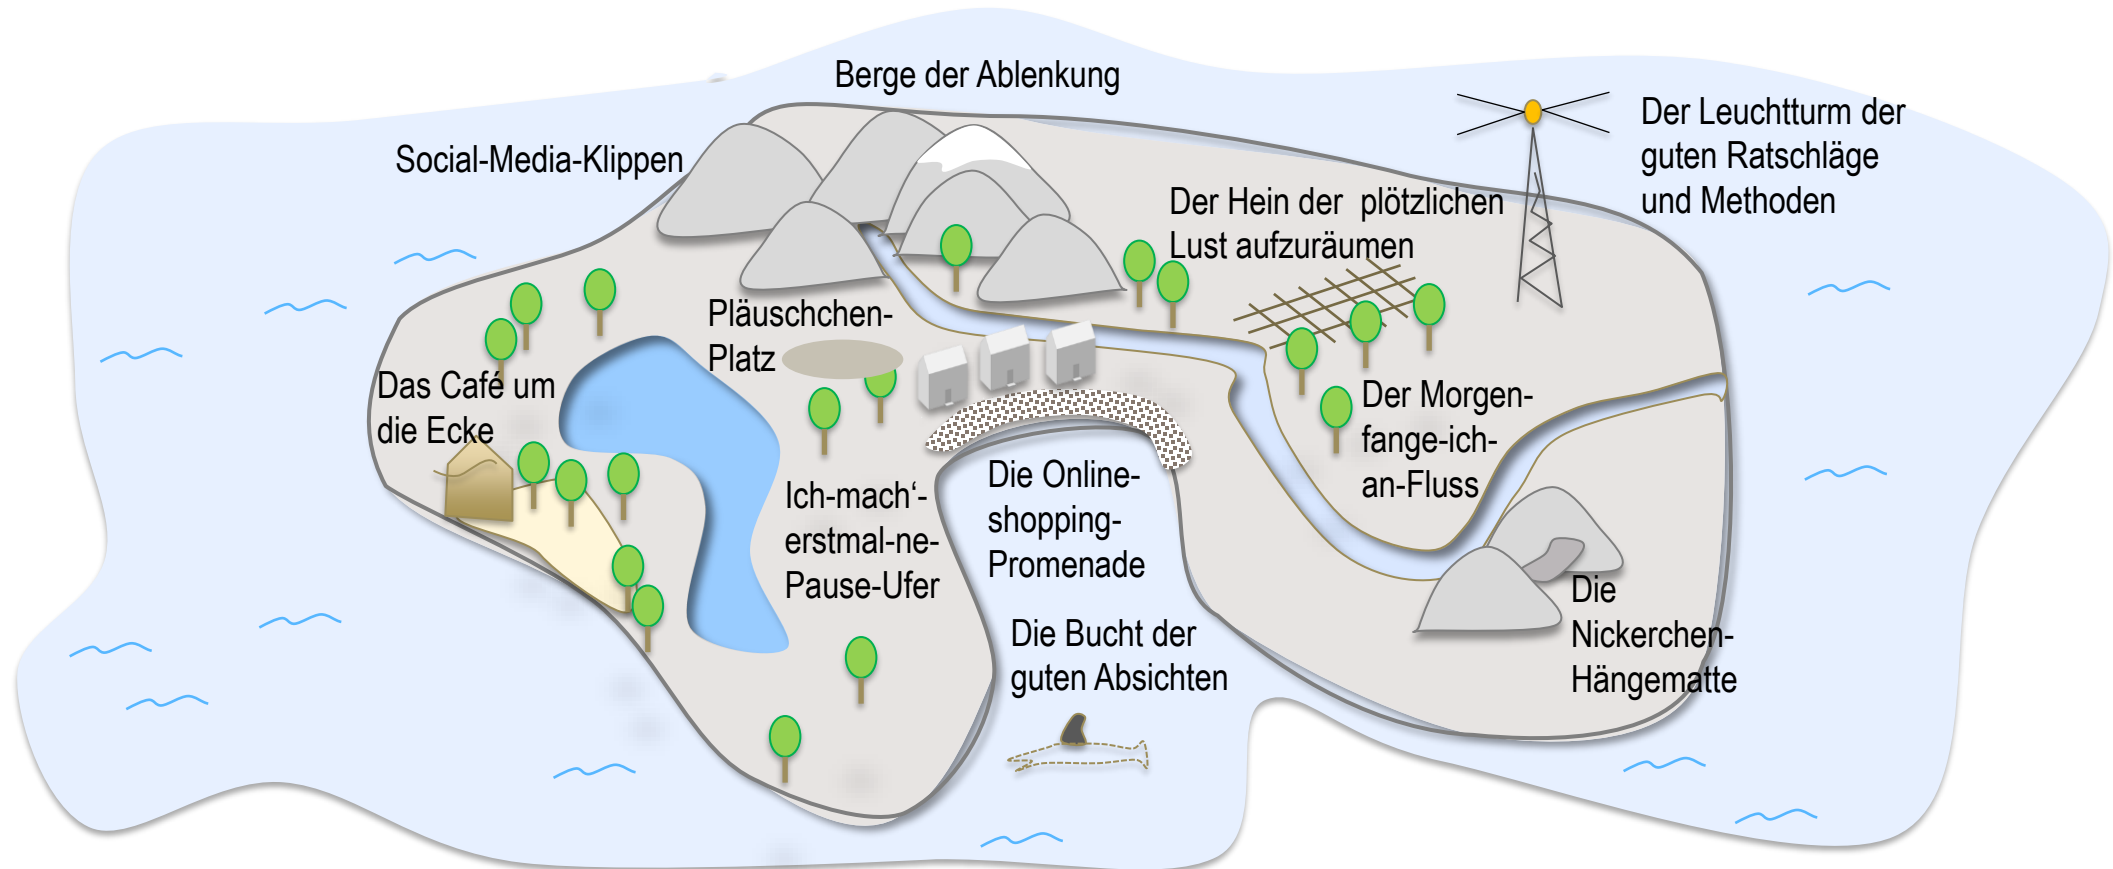 Berge der Ablenkung
Social-Media-Klippen
Der Leuchtturm der
guten Ratschläge
und Methoden
Der Hein der  plötzlichen
Lust aufzuräumen
Pläuschchen-
Platz
Das Café um
die Ecke
Der Morgen-
fange-ich-
an-Fluss
Ich-mach‘-
erstmal-ne-
Pause-Ufer
Die Online-
shopping-
Promenade
Die Bucht der
guten Absichten
Die
Nickerchen-
Hängematte